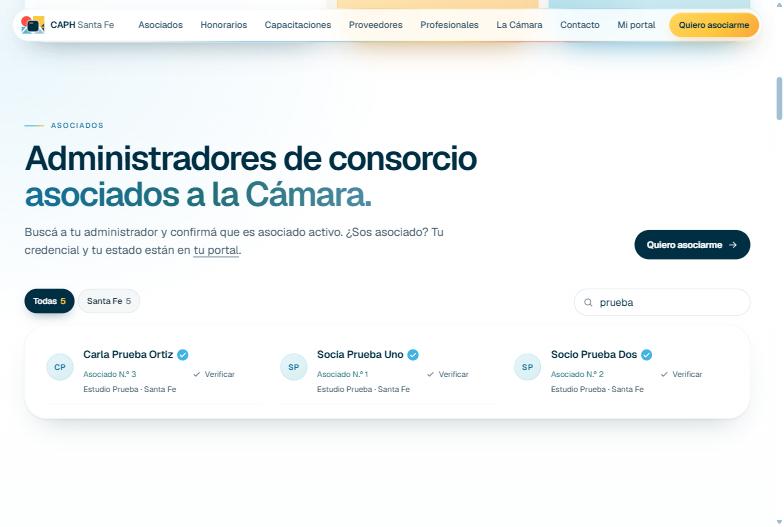 CAPH Santa Fe
Asociados
Honorarios
Capacitaciones
Proveedores
Profesionales
La Cámara
Contacto
Mi portal
Quiero asociarme
ASOCIADOS
Administradores de consorcio
asociados a la Cámara.
Buscá a tu administrador y confirmá que es asociado activo. ¿Sos asociado? Tu
credencial y tu estado están en tu portal.
Quiero asociarme →
Todas 5
Santa Fe 5
prueba
CP
Carla Prueba Ortiz
Asociado N.º 3
Verificar
Estudio Prueba · Santa Fe
SP
Socia Prueba Uno
Asociado N.º 1
Verificar
Estudio Prueba · Santa Fe
SP
Socio Prueba Dos
Asociado N.º 2
Verificar
Estudio Prueba · Santa Fe